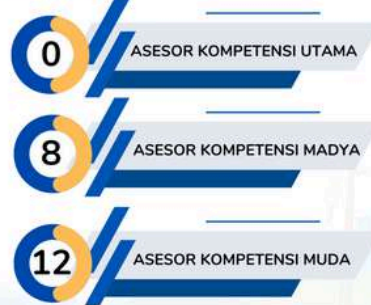 0
ASESOR KOMPETENSI UTAMA
8
ASESOR KOMPETENSI MADYA
12
ASESOR KOMPETENSI MUDA